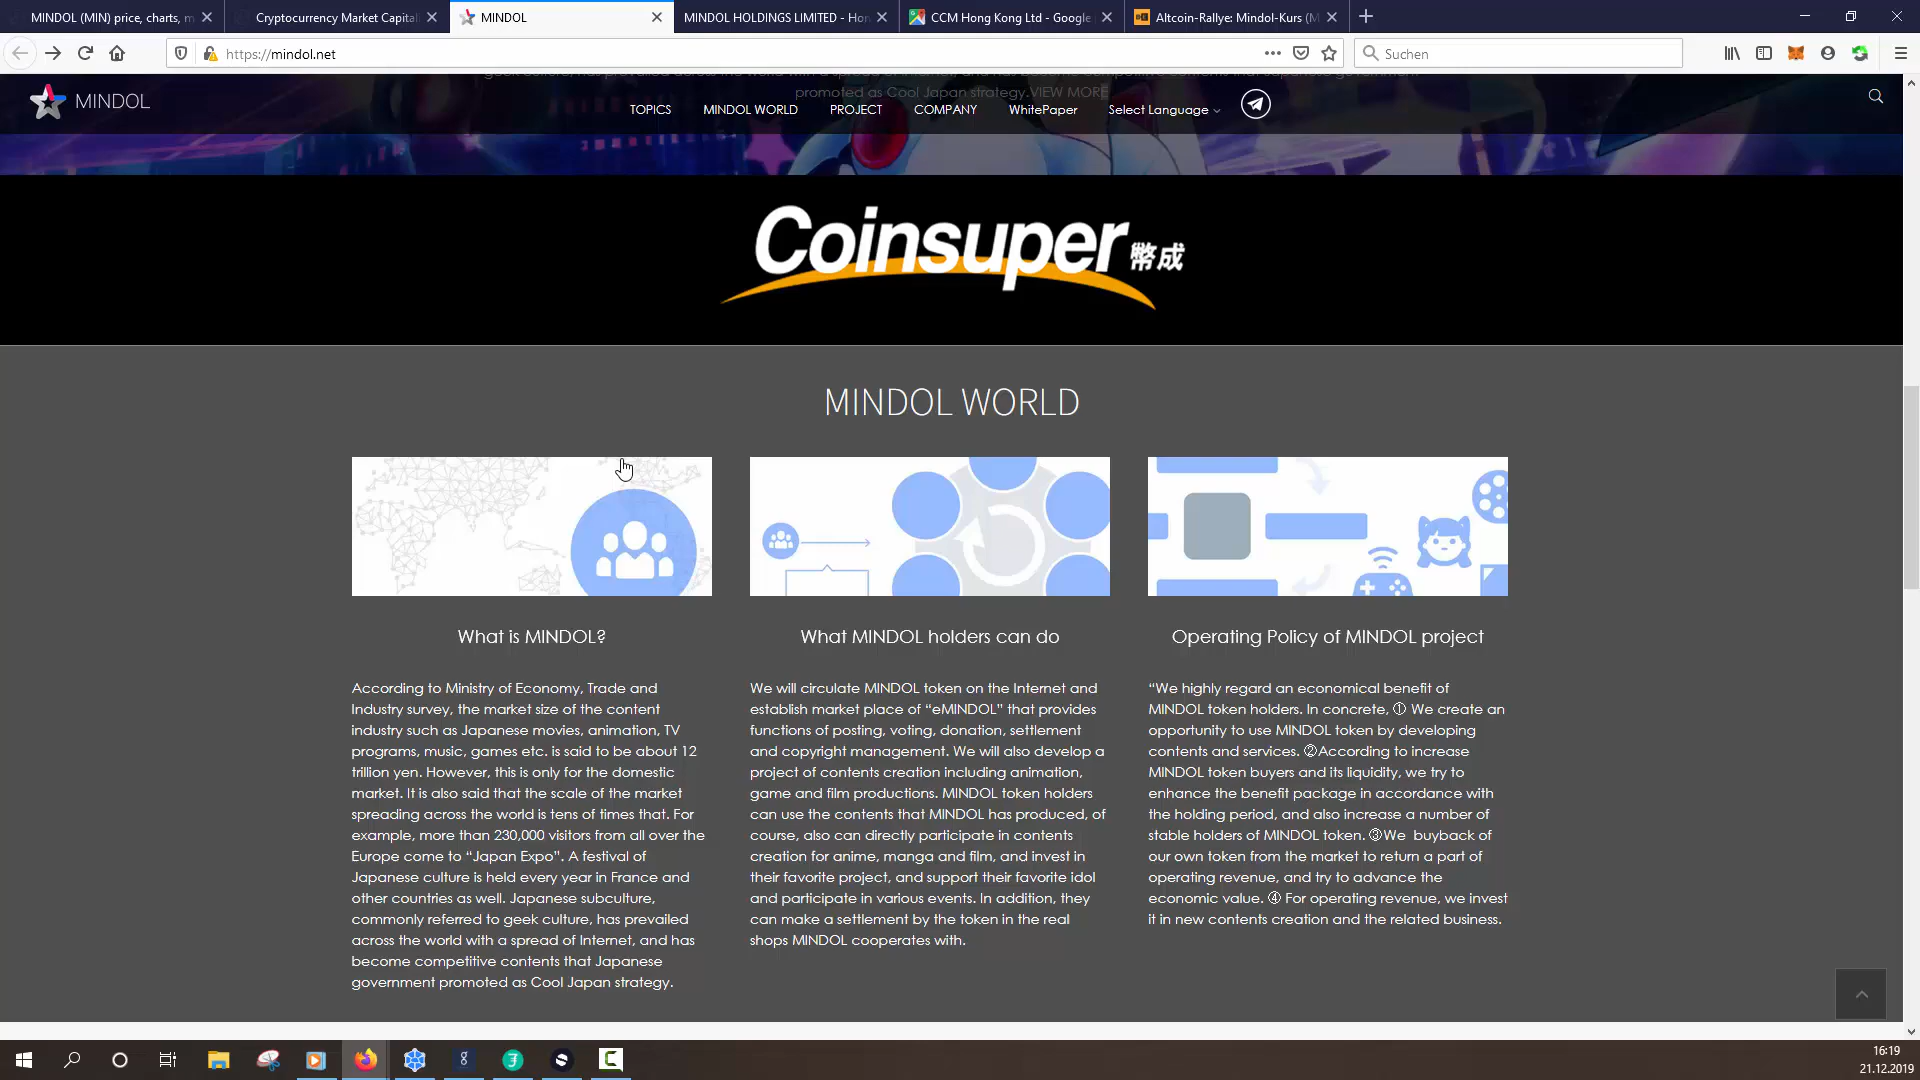 MINDOL (MIN) price, charts, m
Cryptocurrency Market Capital
MINDOL
MINDOL HOLDINGS LIMITED - Hon
CCM Hong Kong Ltd - Google
Altcoin-Rallye: Mindol-Kurs (M
https://mindol.net
Suchen
geek culture, has prevailed across the world with a spread of Internet, and has become competitive contents that Japanese government
promoted as Cool Japan strategy.VIEW MORE
MINDOL
TOPICS
MINDOL WORLD
PROJECT
COMPANY
WhitePaper
Select Language
Coinsuper 幣成
MINDOL WORLD
What is MINDOL?
According to Ministry of Economy, Trade and
Industry survey, the market size of the content
industry such as Japanese movies, animation, TV
programs, music, games etc. is said to be about 12
trillion yen. However, this is only for the domestic
market. It is also said that the scale of the market
spreading across the world is tens of times that. For
example, more than 230,000 visitors from all over the
Europe come to “Japan Expo”. A festival of
Japanese culture is held every year in France and
other countries as well. Japanese subculture,
commonly referred to geek culture, has prevailed
across the world with a spread of Internet, and has
become competitive contents that Japanese
government promoted as Cool Japan strategy.
What MINDOL holders can do
We will circulate MINDOL token on the Internet and
establish market place of “eMINDOL” that provides
functions of posting, voting, donation, settlement
and copyright management. We will also develop a
project of contents creation including animation,
game and film productions. MINDOL token holders
can use the contents that MINDOL has produced, of
course, also can directly participate in contents
creation for anime, manga and film, and invest in
their favorite project, and support their favorite idol
and participate in various events. In addition, they
can make a settlement by the token in the real
shops MINDOL cooperates with.
Operating Policy of MINDOL project
“We highly regard an economical benefit of
MINDOL token holders. In concrete, ① We create an
opportunity to use MINDOL token by developing
contents and services. ②According to increase
MINDOL token buyers and its liquidity, we try to
enhance the benefit package in accordance with
the holding period, and also increase a number of
stable holders of MINDOL token. ③We buyback of
our own token from the market to return a part of
operating revenue, and try to advance the
economic value. ④ For operating revenue, we invest
it in new contents creation and the related business.
16:19
21.12.2019